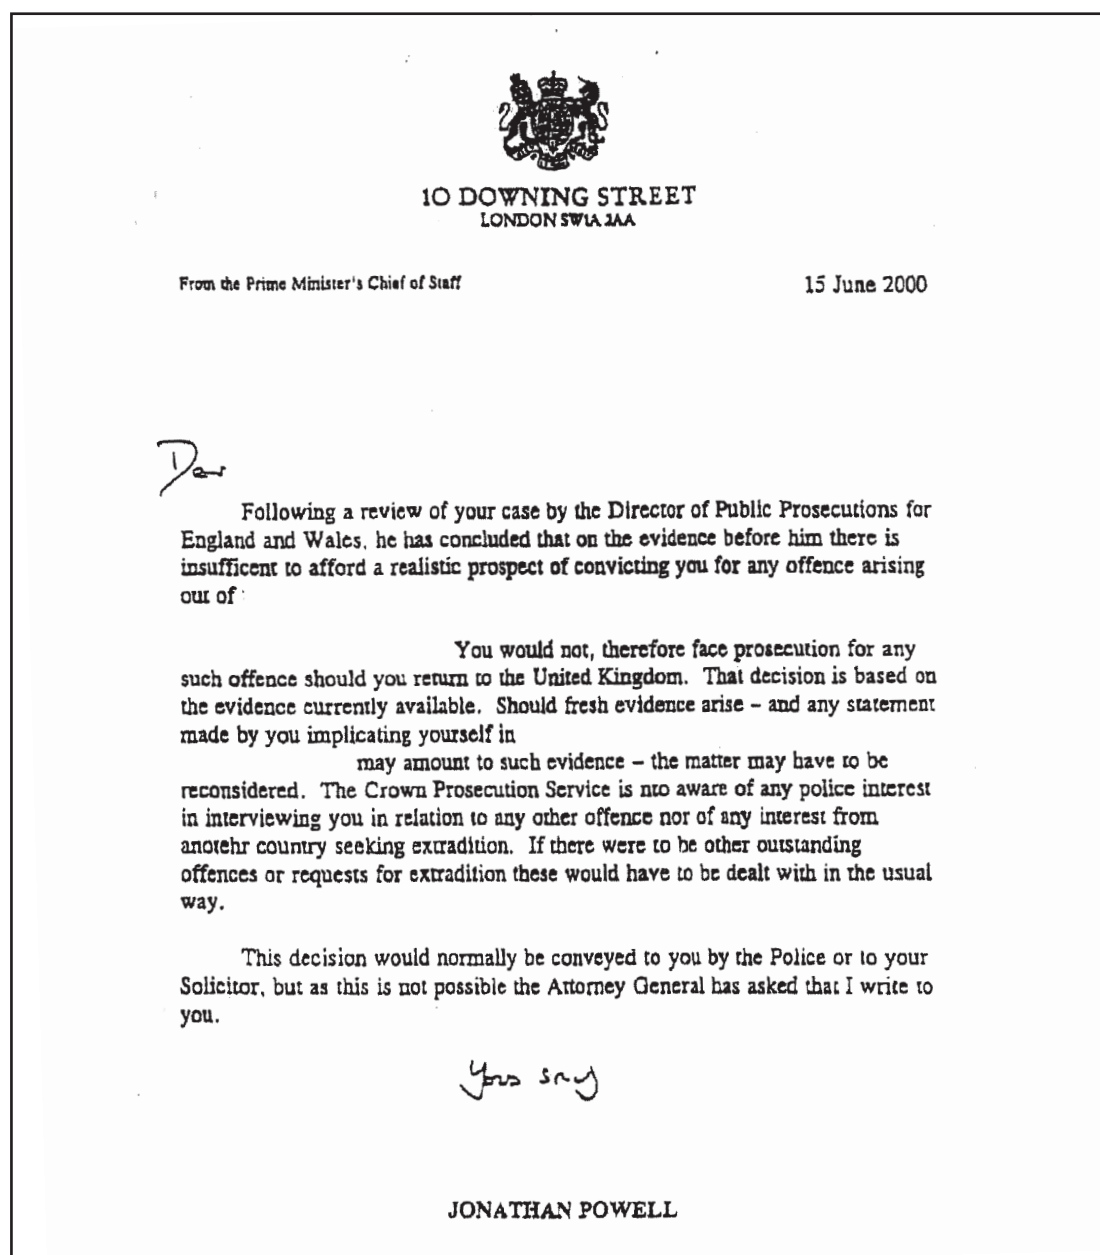 10 DOWNING STREET
LONDON SW1A 2AA
From the Prime Minister's Chief of Staff 15 June 2000
Dear
Following a review of your case by the Director of Public Prosecutions for
England and Wales, he has concluded that on the evidence before him there is
insufficent to afford a realistic prospect of convicting you for any offence arising
out of
You would not, therefore face prosecution for any
such offence should you return to the United Kingdom. That decision is based on
the evidence currently available. Should fresh evidence arise – and any statement
made by you implicating yourself in
may amount to such evidence – the matter may have to be
reconsidered. The Crown Prosecution Service is nto aware of any police interest
in interviewing you in relation to any other offence nor of any interest from
anotehr country seeking extradition. If there were to be other outstanding
offences or requests for extradition these would have to be dealt with in the usual
way.
This decision would normally be conveyed to you by the Police or to your
Solicitor, but as this is not possible the Attorney General has asked that I write to
you.
Yours
JONATHAN POWELL